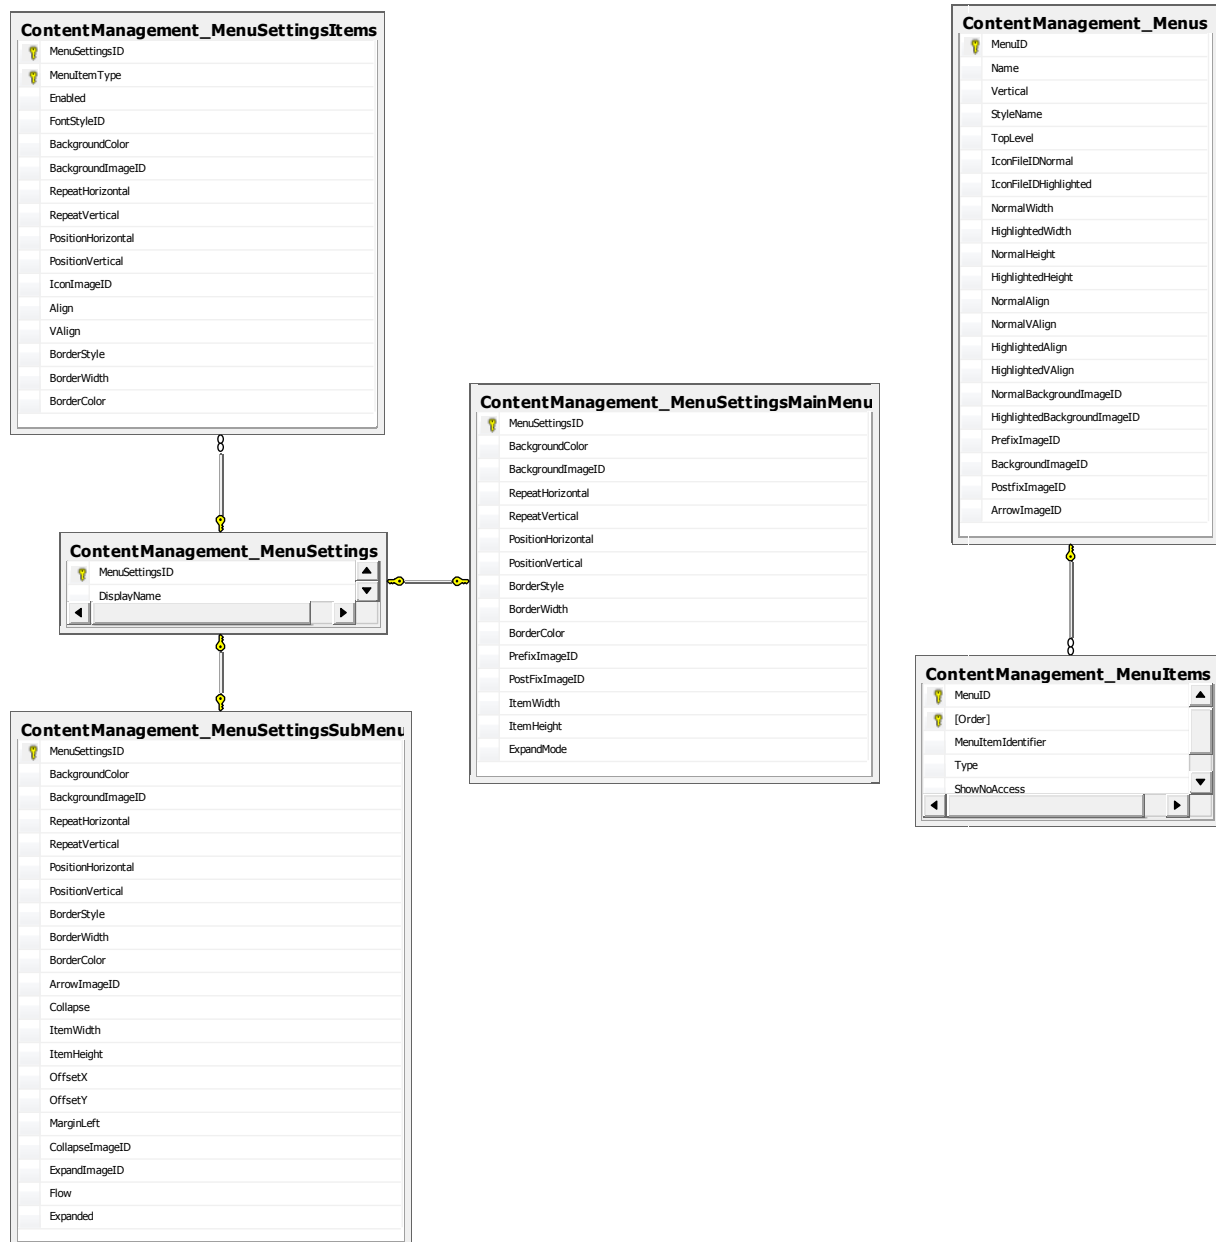 ContentManagement_MenuSettingsItems
MenuSettingsID
MenuItemType
Enabled
FontStyleID
BackgroundColor
BackgroundImageID
RepeatHorizontal
RepeatVertical
PositionHorizontal
PositionVertical
IconImageID
Align
VAlign
BorderStyle
BorderWidth
BorderColor
ContentManagement_MenuSettings
MenuSettingsID
DisplayName
ContentManagement_MenuSettingsSubMenu
MenuSettingsID
BackgroundColor
BackgroundImageID
RepeatHorizontal
RepeatVertical
PositionHorizontal
PositionVertical
BorderStyle
BorderWidth
BorderColor
ArrowImageID
Collapse
ItemWidth
ItemHeight
OffsetX
OffsetY
MarginLeft
CollapseImageID
ExpandImageID
Flow
Expanded
ContentManagement_MenuSettingsMainMenu
MenuSettingsID
BackgroundColor
BackgroundImageID
RepeatHorizontal
RepeatVertical
PositionHorizontal
PositionVertical
BorderStyle
BorderWidth
BorderColor
PrefixImageID
PostFixImageID
ItemWidth
ItemHeight
ExpandMode
ContentManagement_Menus
MenuID
Name
Vertical
StyleName
TopLevel
IconFileIDNormal
IconFileIDHighlighted
NormalWidth
HighlightedWidth
NormalHeight
HighlightedHeight
NormalAlign
NormalVAlign
HighlightedAlign
HighlightedVAlign
NormalBackgroundImageID
HighlightedBackgroundImageID
PrefixImageID
BackgroundImageID
PostfixImageID
ArrowImageID
ContentManagement_MenuItems
MenuID
[Order]
MenuItemIdentifier
Type
ShowNoAccess